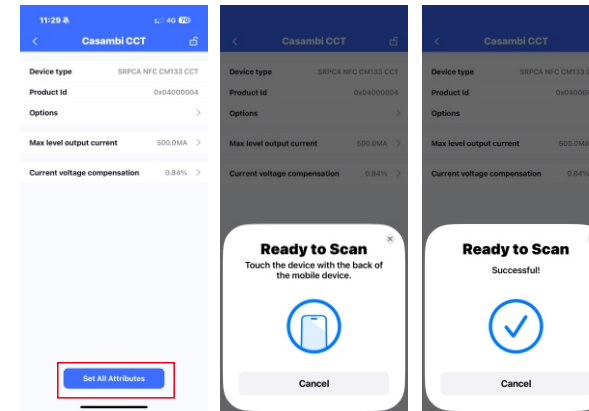 11:29 4G 70
Casambi CCT
Device type SRPCA NFC CM133 CCT
Product Id 0x04000004
Options
Max level output current 500.0MA
Current voltage compensation 0.84%
Set All Attributes
Casambi CCT
Device type SRPCA NFC CM133 CCT
Product Id 0x04000004
Options
Max level output current 500.0MA
Current voltage compensation 0.84%
Ready to Scan
Touch the device with the back of
the mobile device.
Cancel
Casambi CCT
Device type SRPCA NFC CM133
Product Id 0x040000
Options
Max level output current 500.0MA
Current voltage compensation 0.84%
Ready to Scan
Successful!
Cancel